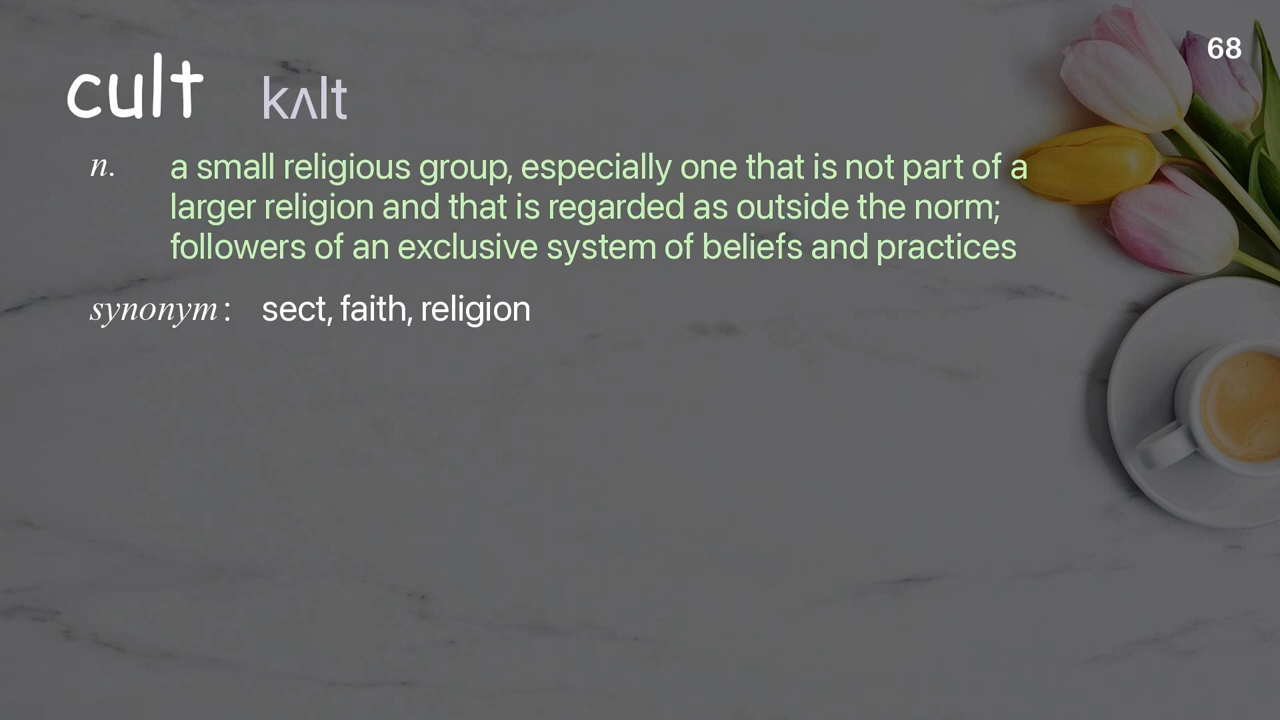 68
cult kʌlt
n. a small religious group, especially one that is not part of a
larger religion and that is regarded as outside the norm;
followers of an exclusive system of beliefs and practices
synonym: sect, faith, religion